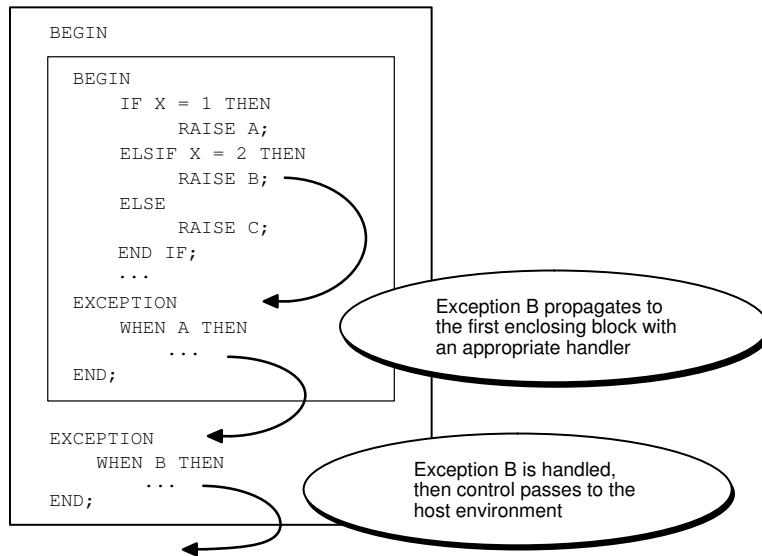 BEGIN
BEGIN
IF X = 1 THEN
RAISE A;
ELSIF X = 2 THEN
RAISE B;
ELSE
RAISE C;
END IF;
...
EXCEPTION
WHEN A THEN
...
END;
EXCEPTION
WHEN B THEN
...
END;
Exception B propagates to
the first enclosing block with
an appropriate handler
Exception B is handled,
then control passes to the
host environment